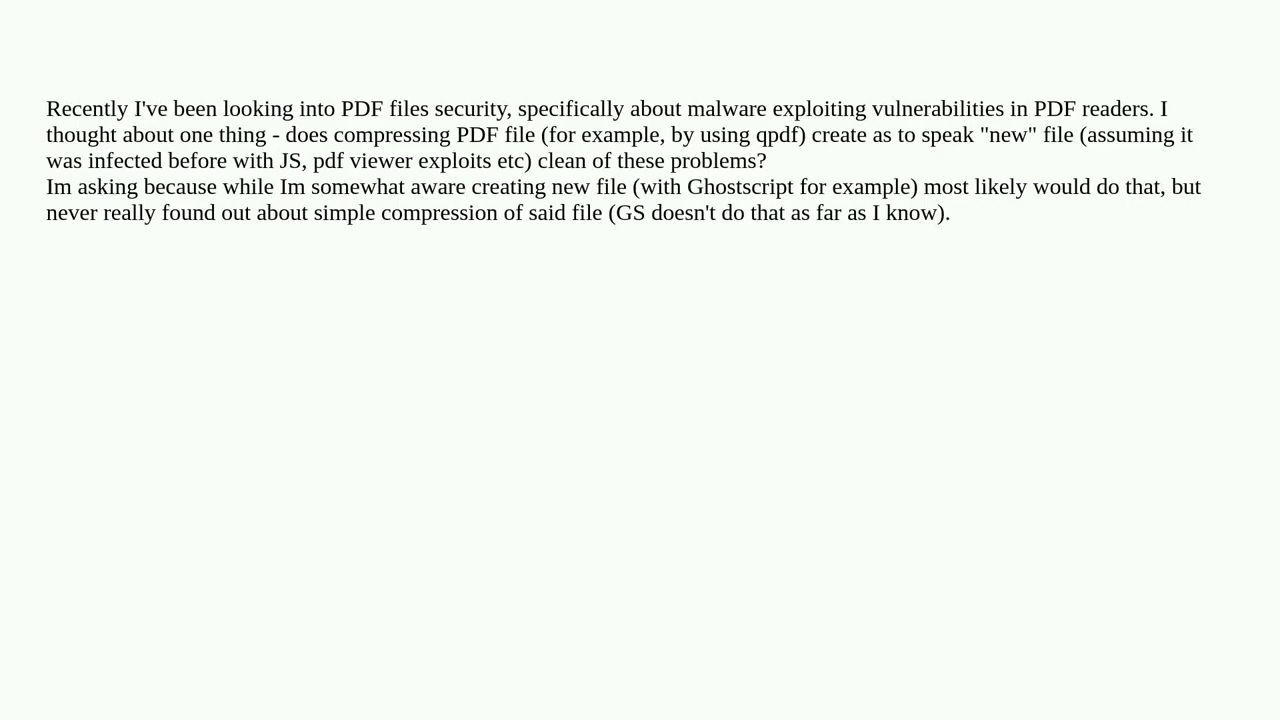 Recently I've been looking into PDF files security, specifically about malware exploiting vulnerabilities in PDF readers. I
thought about one thing - does compressing PDF file (for example, by using qpdf) create as to speak "new" file (assuming it
was infected before with JS, pdf viewer exploits etc) clean of these problems?
Im asking because while Im somewhat aware creating new file (with Ghostscript for example) most likely would do that, but
never really found out about simple compression of said file (GS doesn't do that as far as I know).